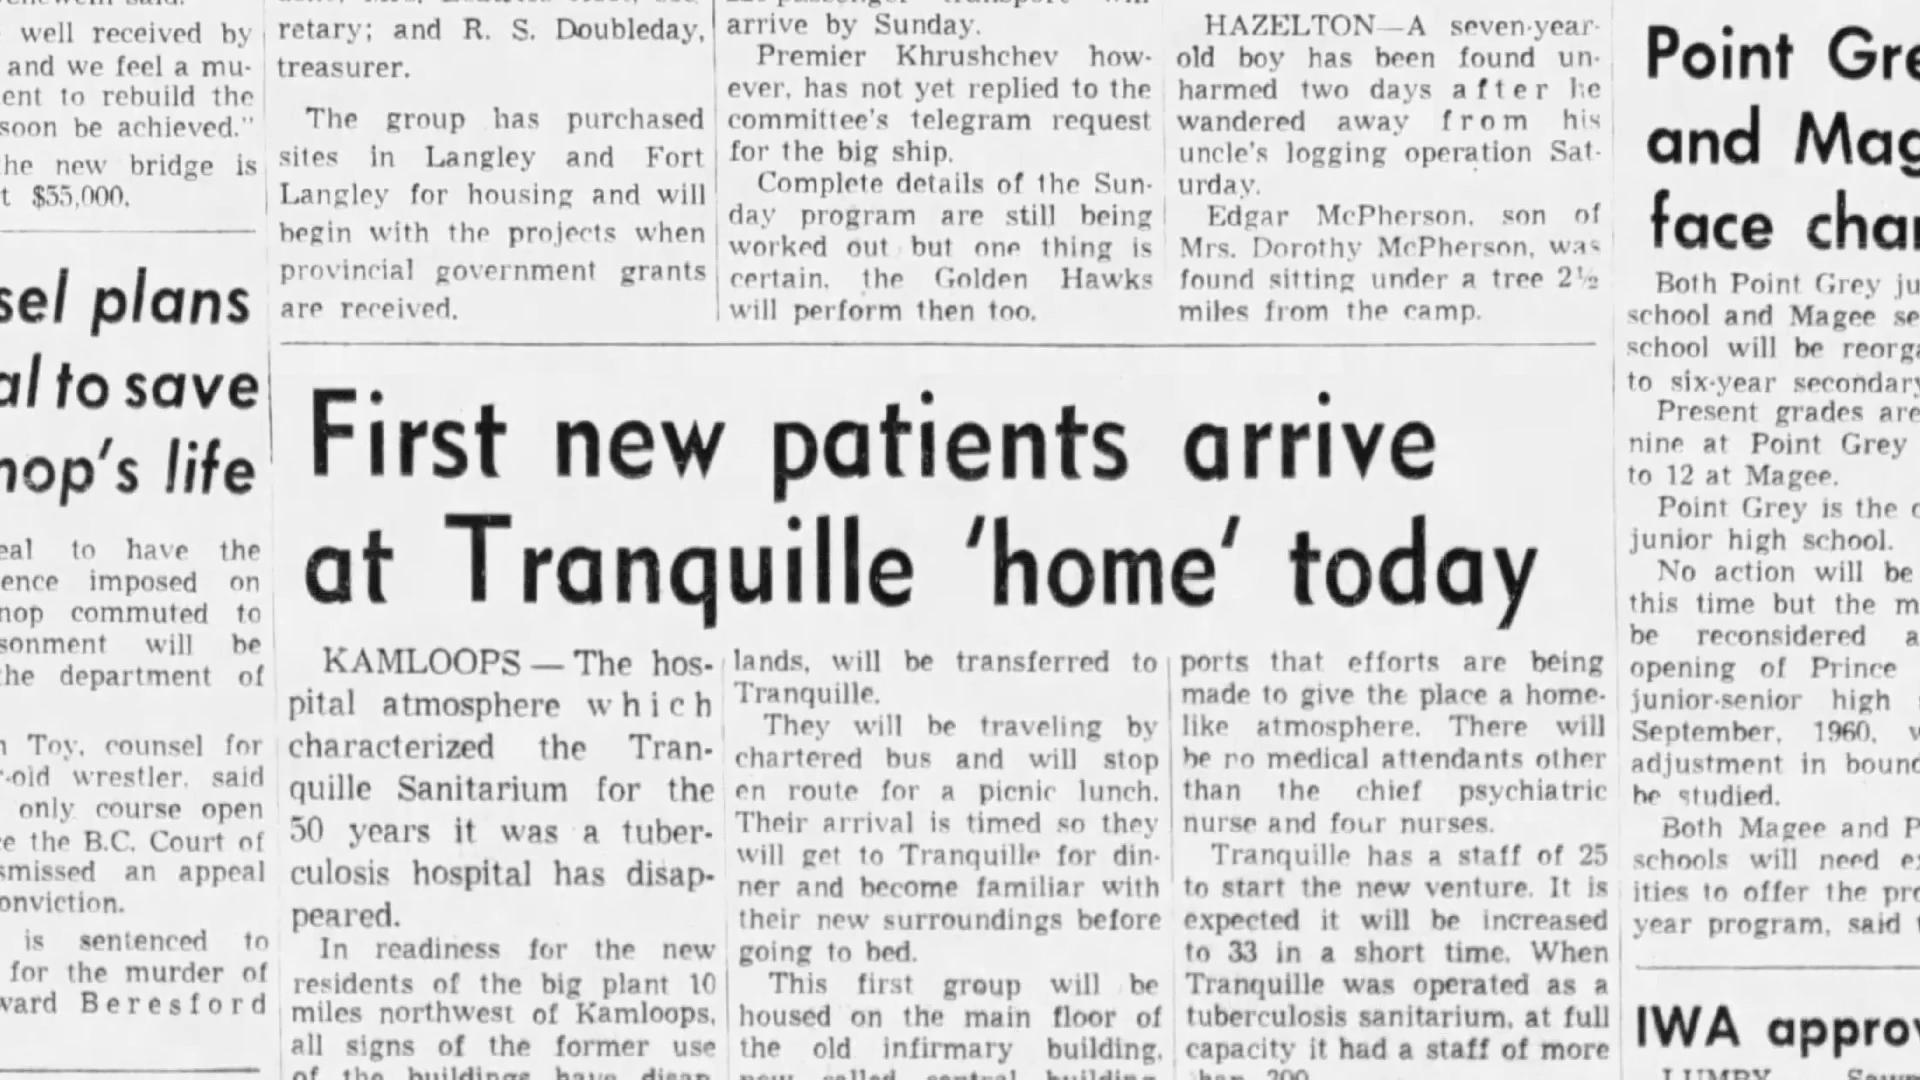 well received by
and we feel a mu-
ent to rebuild the
soon be achieved."
he new bridge is
t $55,000.
sel plans
al to save
nop's life
eal to have the
ence imposed on
nop commuted to
sonment will be
the department of
Toy, counsel for
-old wrestler, said
only course open
e the B.C. Court of
smissed an appeal
onviction.
is sentenced to
for the murder of
ward Beresford
retary; and R. S. Doubleday,
treasurer.
The group has purchased
sites in Langley and Fort
Langley for housing and will
begin with the projects when
provincial government grants
are received.
arrive by Sunday.
Premier Khrushchev how-
ever, has not yet replied to the
committee's telegram request
for the big ship.
Complete details of the Sun-
day program are still being
worked out but one thing is
certain, the Golden Hawks
will perform then too.
HAZELTON—A seven-year-
old boy has been found un-
harmed two days after he
wandered away from his
uncle's logging operation Sat-
urday.
Edgar McPherson, son of
Mrs. Dorothy McPherson, was
found sitting under a tree 2½
miles from the camp.
First new patients arrive
at Tranquille 'home' today
KAMLOOPS — The hos-
pital atmosphere which
characterized the Tran-
quille Sanitarium for the
50 years it was a tuber-
culosis hospital has disap-
peared.
In readiness for the new
residents of the big plant 10
miles northwest of Kamloops,
all signs of the former use
of the buildings have disap-
lands, will be transferred to
Tranquille.
They will be traveling by
chartered bus and will stop
en route for a picnic lunch.
Their arrival is timed so they
will get to Tranquille for din-
ner and become familiar with
their new surroundings before
going to bed.
This first group will be
housed on the main floor of
the old infirmary building,
now called central building
ports that efforts are being
made to give the place a home-
like atmosphere. There will
be no medical attendants other
than the chief psychiatric
nurse and four nurses.
Tranquille has a staff of 25
to start the new venture. It is
expected it will be increased
to 33 in a short time. When
Tranquille was operated as a
tuberculosis sanitarium, at full
capacity it had a staff of more
than 200
Point Gre
and Mag
face char
Both Point Grey ju
school and Magee se
school will be reorga
to six-year secondary
Present grades are
nine at Point Grey
to 12 at Magee.
Point Grey is the
junior high school.
No action will be
this time but the m
be reconsidered a
opening of Prince
junior-senior high
September, 1960,
adjustment in bound
be studied.
Both Magee and P
schools will need e
ities to offer the pro
year program, said
IWA approv
LUMBY